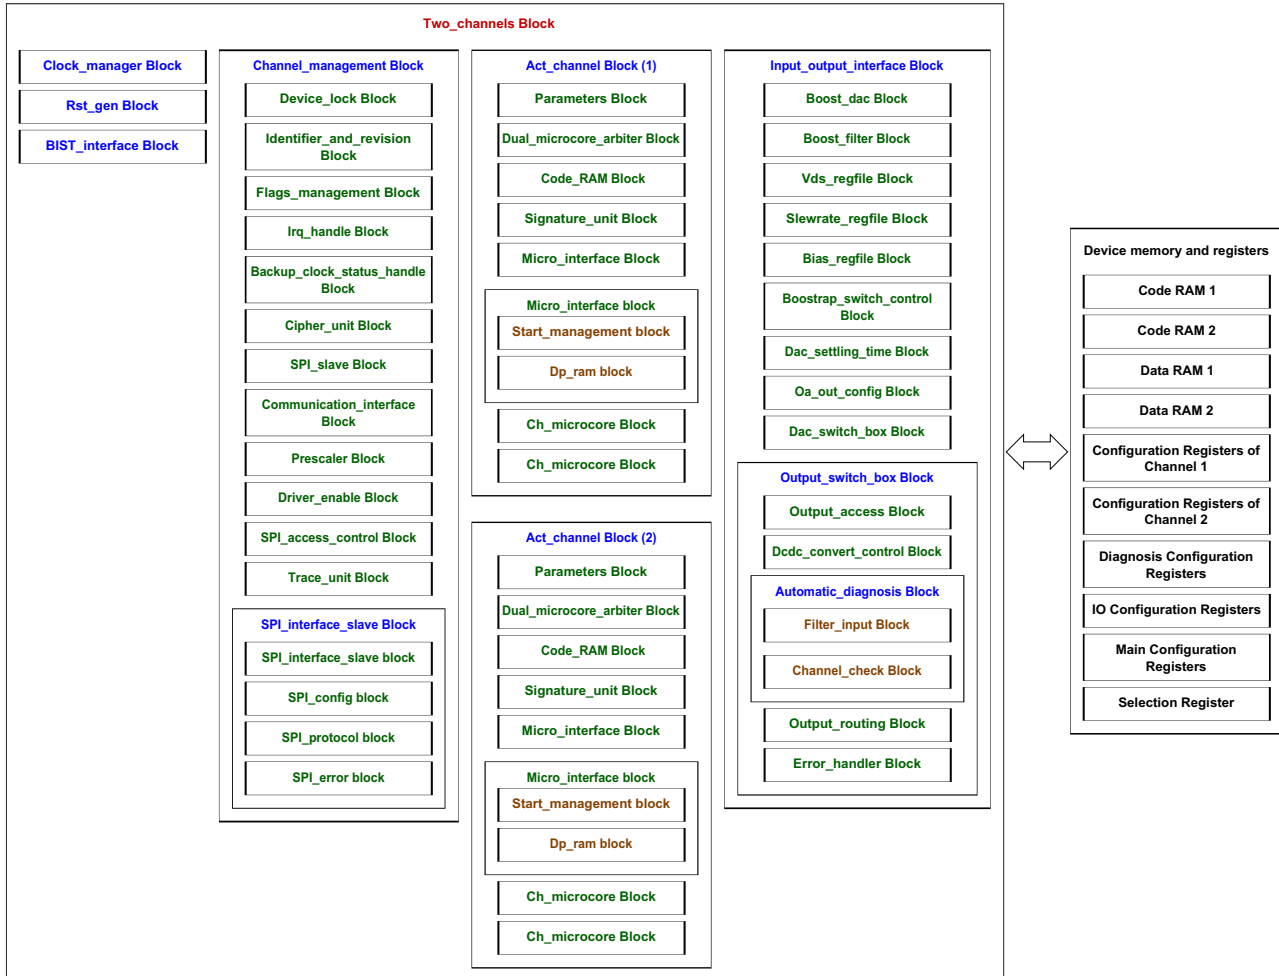 Two_channels Block
Clock_manager Block
Rst_gen Block
BIST_interface Block
Channel_management Block
Device_lock Block
Identifier_and_revision
Block
Flags_management Block
Irq_handle Block
Backup_clock_status_handle
Block
Cipher_unit Block
SPI_slave Block
Communication_interface
Block
Prescaler Block
Driver_enable Block
SPI_access_control Block
Trace_unit Block
SPI_interface_slave Block
SPI_interface_slave block
SPI_config block
SPI_protocol block
SPI_error block
Act_channel Block (1)
Parameters Block
Dual_microcore_arbiter Block
Code_RAM Block
Signature_unit Block
Micro_interface Block
Micro_interface block
Start_management block
Dp_ram block
Ch_microcore Block
Ch_microcore Block
Act_channel Block (2)
Parameters Block
Dual_microcore_arbiter Block
Code_RAM Block
Signature_unit Block
Micro_interface Block
Micro_interface block
Start_management block
Dp_ram block
Ch_microcore Block
Ch_microcore Block
Input_output_interface Block
Boost_dac Block
Boost_filter Block
Vds_regfile Block
Slewrate_regfile Block
Bias_regfile Block
Boostrap_switch_control
Block
Dac_settling_time Block
Oa_out_config Block
Dac_switch_box Block
Output_switch_box Block
Output_access Block
Dcdc_convert_control Block
Automatic_diagnosis Block
Filter_input Block
Channel_check Block
Output_routing Block
Error_handler Block
Device memory and registers
Code RAM 1
Code RAM 2
Data RAM 1
Data RAM 2
Configuration Registers of
Channel 1
Configuration Registers of
Channel 2
Diagnosis Configuration
Registers
IO Configuration Registers
Main Configuration
Registers
Selection Register